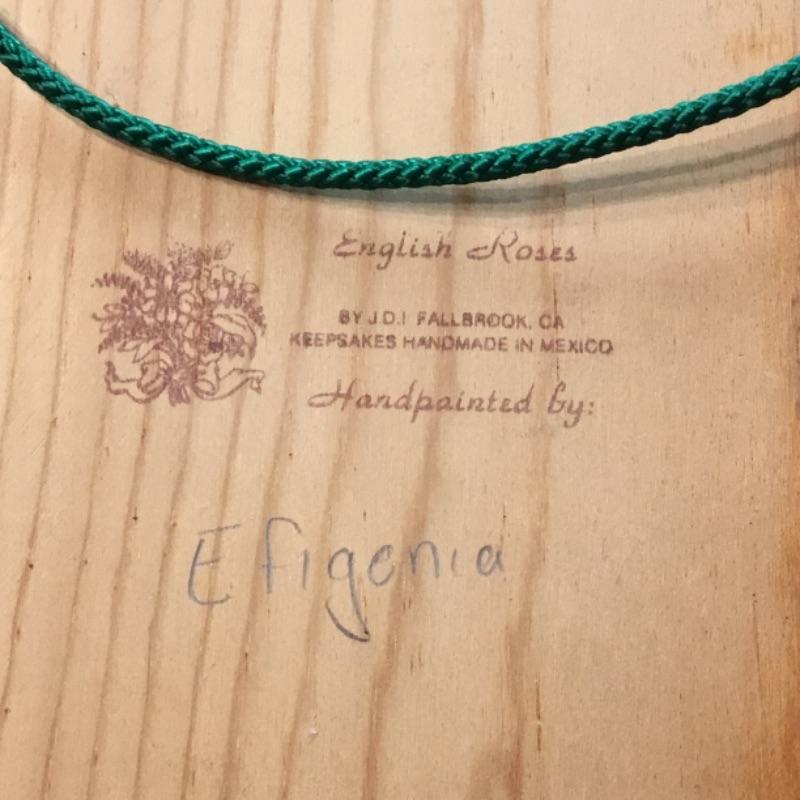 English Roses
BY J.D.I FALLBROOK, CA
KEEPSAKES HANDMADE IN MEXICO
Handpainted by:
Efigenia